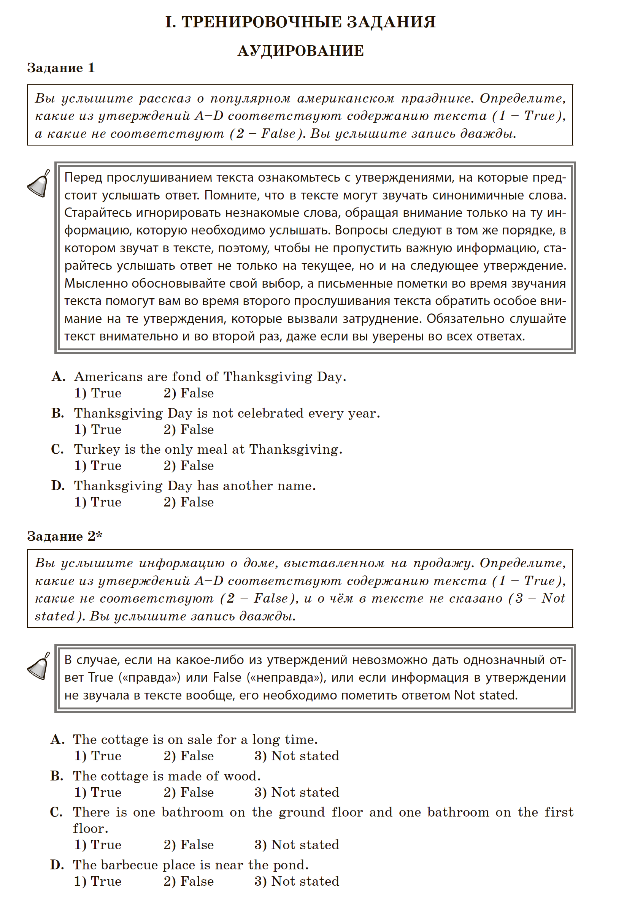 I. ТРЕНИРОВОЧНЫЕ ЗАДАНИЯ
АУДИРОВАНИЕ
Задание 1
Вы услышите рассказ о популярном американском празднике. Определите,
какие из утверждений A–D соответствуют содержанию текста (1 – True),
а какие не соответствуют (2 – False). Вы услышите запись дважды.
Перед прослушиванием текста ознакомьтесь с утверждениями, на которые пред-
стоит услышать ответ. Помните, что в тексте могут звучать синонимичные слова.
Старайтесь игнорировать незнакомые слова, обращая внимание только на ту ин-
формацию, которую необходимо услышать. Вопросы следуют в том же порядке, в
котором звучат в тексте, поэтому, чтобы не пропустить важную информацию, ста-
райтесь услышать ответ не только на текущее, но и на следующее утверждение.
Мысленно обосновывайте свой выбор, а письменные пометки во время звучания
текста помогут вам во время второго прослушивания текста обратить особое вни-
мание на те утверждения, которые вызвали затруднение. Обязательно слушайте
текст внимательно и во второй раз, даже если вы уверены во всех ответах.
A. Americans are fond of Thanksgiving Day.
1) True 2) False
B. Thanksgiving Day is not celebrated every year.
1) True 2) False
C. Turkey is the only meal at Thanksgiving.
1) True 2) False
D. Thanksgiving Day has another name.
1) True 2) False
Задание 2*
Вы услышите информацию о доме, выставленном на продажу. Определите,
какие из утверждений A–D соответствуют содержанию текста (1 – True),
какие не соответствуют (2 – False), и о чём в тексте не сказано (3 – Not
stated). Вы услышите запись дважды.
В случае, если на какое-либо из утверждений невозможно дать однозначный от-
вет True («правда») или False («неправда»), или если информация в утверждении
не звучала в тексте вообще, его необходимо пометить ответом Not stated.
A. The cottage is on sale for a long time.
1) True 2) False 3) Not stated
B. The cottage is made of wood.
1) True 2) False 3) Not stated
C. There is one bathroom on the ground floor and one bathroom on the first
floor.
1) True 2) False 3) Not stated
D. The barbecue place is near the pond.
1) True 2) False 3) Not stated